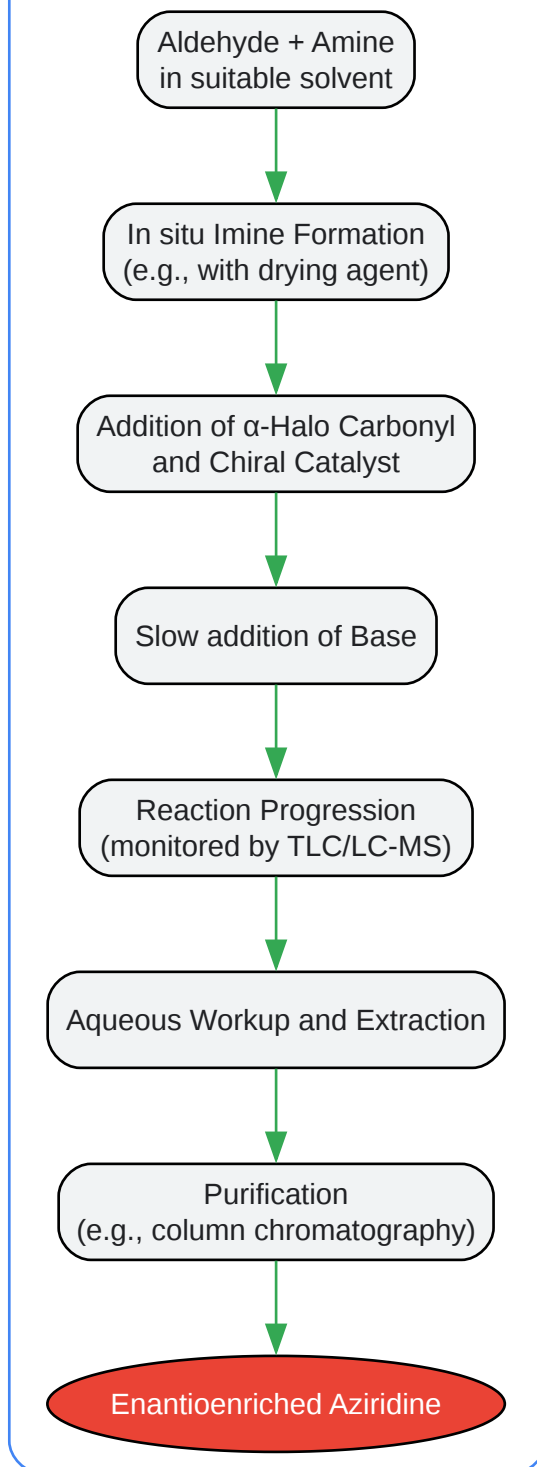 Aldehyde + Amine
in suitable solvent
In situ Imine Formation
(e.g., with drying agent)
Addition of α-Halo Carbonyl
and Chiral Catalyst
Slow addition of Base
Reaction Progression
(monitored by TLC/LC-MS)
Aqueous Workup and Extraction
Purification
(e.g., column chromatography)
Enantioenriched Aziridine